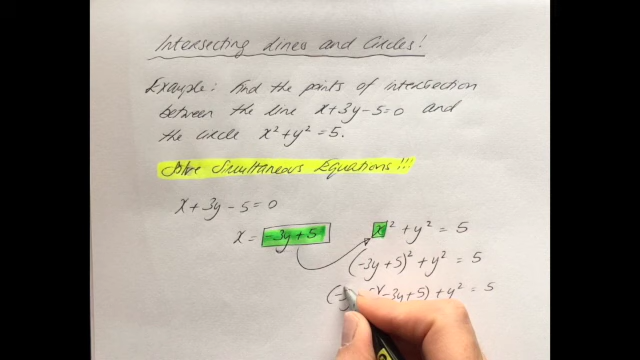 Intersecting Lines and Circles!
Example: Find the points of intersection
between the line x+3y-5=0 and
the circle x²+y²=5.
Solve Simultaneous Equations!!!
x+3y-5=0
x = -3y+5
x²+y² = 5
(-3y+5)² + y² = 5
-3y+5) + y² = 5